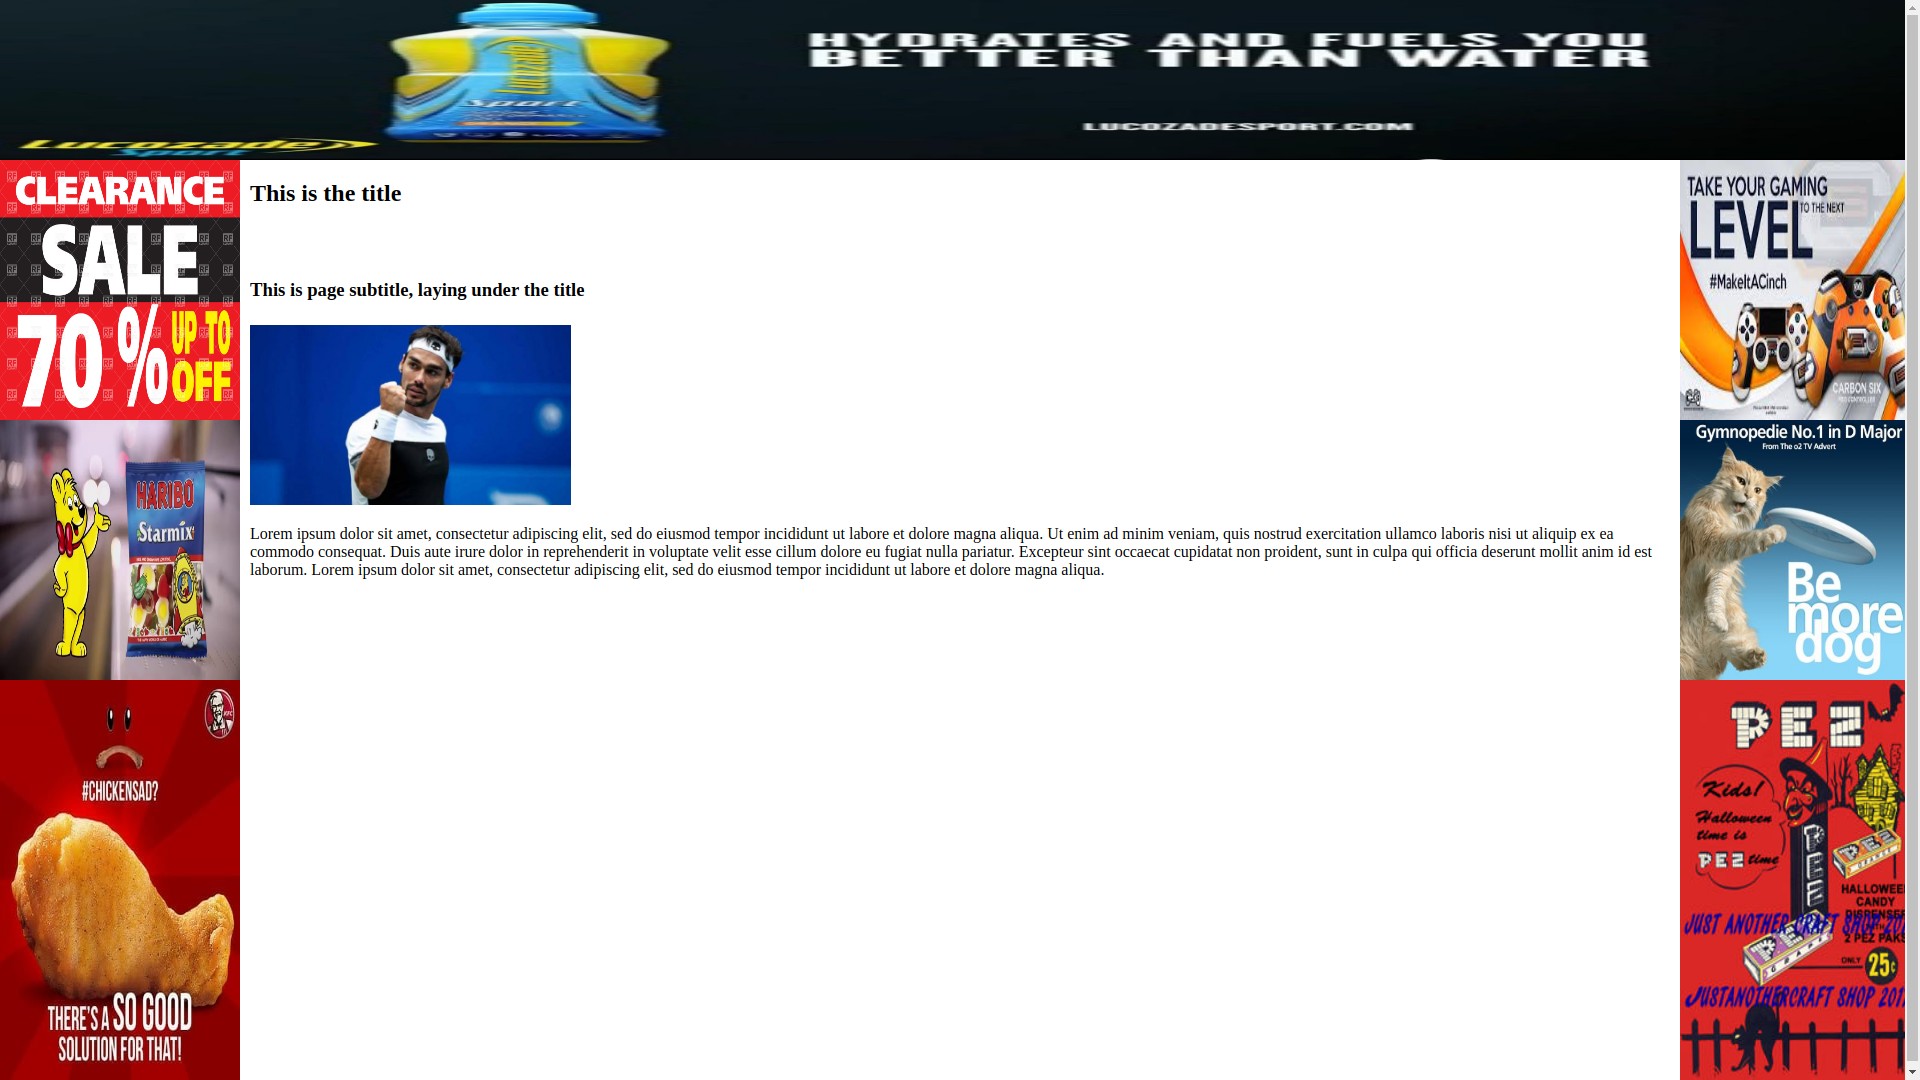 HYDRATES AND FUELS YOU
BETTER THAN WATER
LUCOZADESPORT.COM
Lucozade
Sport
Lucozade
Sport
CLEARANCE
SALE
70% UP TO
OFF
HARIBO
Starmix
KFC
#CHICKENSAD?
THERE'S A SO GOOD
SOLUTION FOR THAT!
This is the title
This is page subtitle, laying under the title
Lorem ipsum dolor sit amet, consectetur adipiscing elit, sed do eiusmod tempor incididunt ut labore et dolore magna aliqua. Ut enim ad minim veniam, quis nostrud exercitation ullamco laboris nisi ut aliquip ex ea
commodo consequat. Duis aute irure dolor in reprehenderit in voluptate velit esse cillum dolore eu fugiat nulla pariatur. Excepteur sint occaecat cupidatat non proident, sunt in culpa qui officia deserunt mollit anim id est
laborum. Lorem ipsum dolor sit amet, consectetur adipiscing elit, sed do eiusmod tempor incididunt ut labore et dolore magna aliqua.
TAKE YOUR GAMING
LEVEL TO THE NEXT
#MakeItACinch
CARBON SIX
Gymnopedie No.1 in D Major
From The o2 TV Advert
Be
more
dog
PEZ
Kids!
Halloween
time is
PEZ time
PEZ
PEZ
HALLOWEE
CANDY
DISPENSER
2 PEZ PAKS
ONLY 25¢
JUST ANOTHER CRAFT SHOP 201
JUSTANOTHERCRAFT SHOP 201